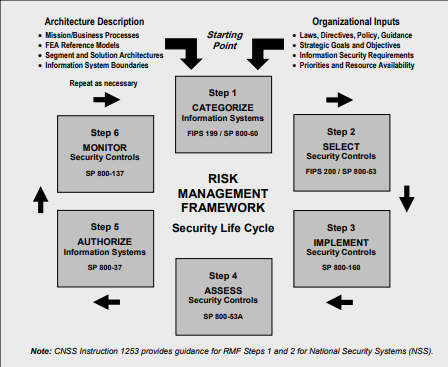 Architecture Description
• Mission/Business Processes
• FEA Reference Models
• Segment and Solution Architectures
• Information System Boundaries
Starting
Point
Organizational Inputs
• Laws, Directives, Policy, Guidance
• Strategic Goals and Objectives
• Information Security Requirements
• Priorities and Resource Availability
Repeat as necessary
Step 1
CATEGORIZE
Information Systems
FIPS 199 / SP 800-60
Step 2
SELECT
Security Controls
FIPS 200 / SP 800-53
Step 3
IMPLEMENT
Security Controls
SP 800-160
Step 4
ASSESS
Security Controls
SP 800-53A
Step 5
AUTHORIZE
Information Systems
SP 800-37
Step 6
MONITOR
Security Controls
SP 800-137
RISK
MANAGEMENT
FRAMEWORK
Security Life Cycle
Note: CNSS Instruction 1253 provides guidance for RMF Steps 1 and 2 for National Security Systems (NSS).